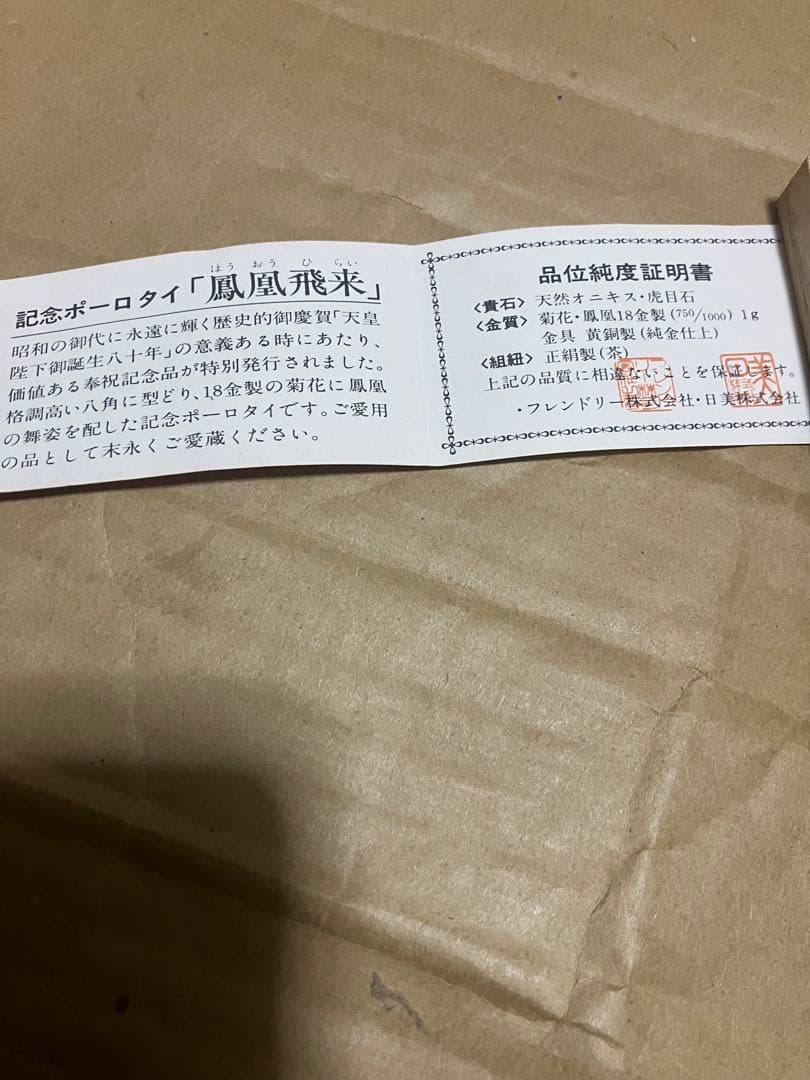 ほうおうひらい
記念ポーロタイ「鳳凰飛来」
昭和の御代に永遠に輝く歴史的御慶賀「天皇
陛下御誕生八十年」の意義ある時にあたり、
価値ある奉祝記念品が特別発行されました。
格調高い八角に型どり、18金製の菊花に鳳凰
の舞姿を配した記念ポーロタイです。ご愛用
の品として末永くご愛蔵ください。
品位純度証明書
〈貴石〉天然オニキス・虎目石
〈金質〉菊花・鳳凰18金製(750/1000) 1g
金具 黄銅製(純金仕上)
〈組紐〉正絹製(茶)
上記の品質に相違ないことを保証します。
・フレンドリー株式会社・日美株式会社